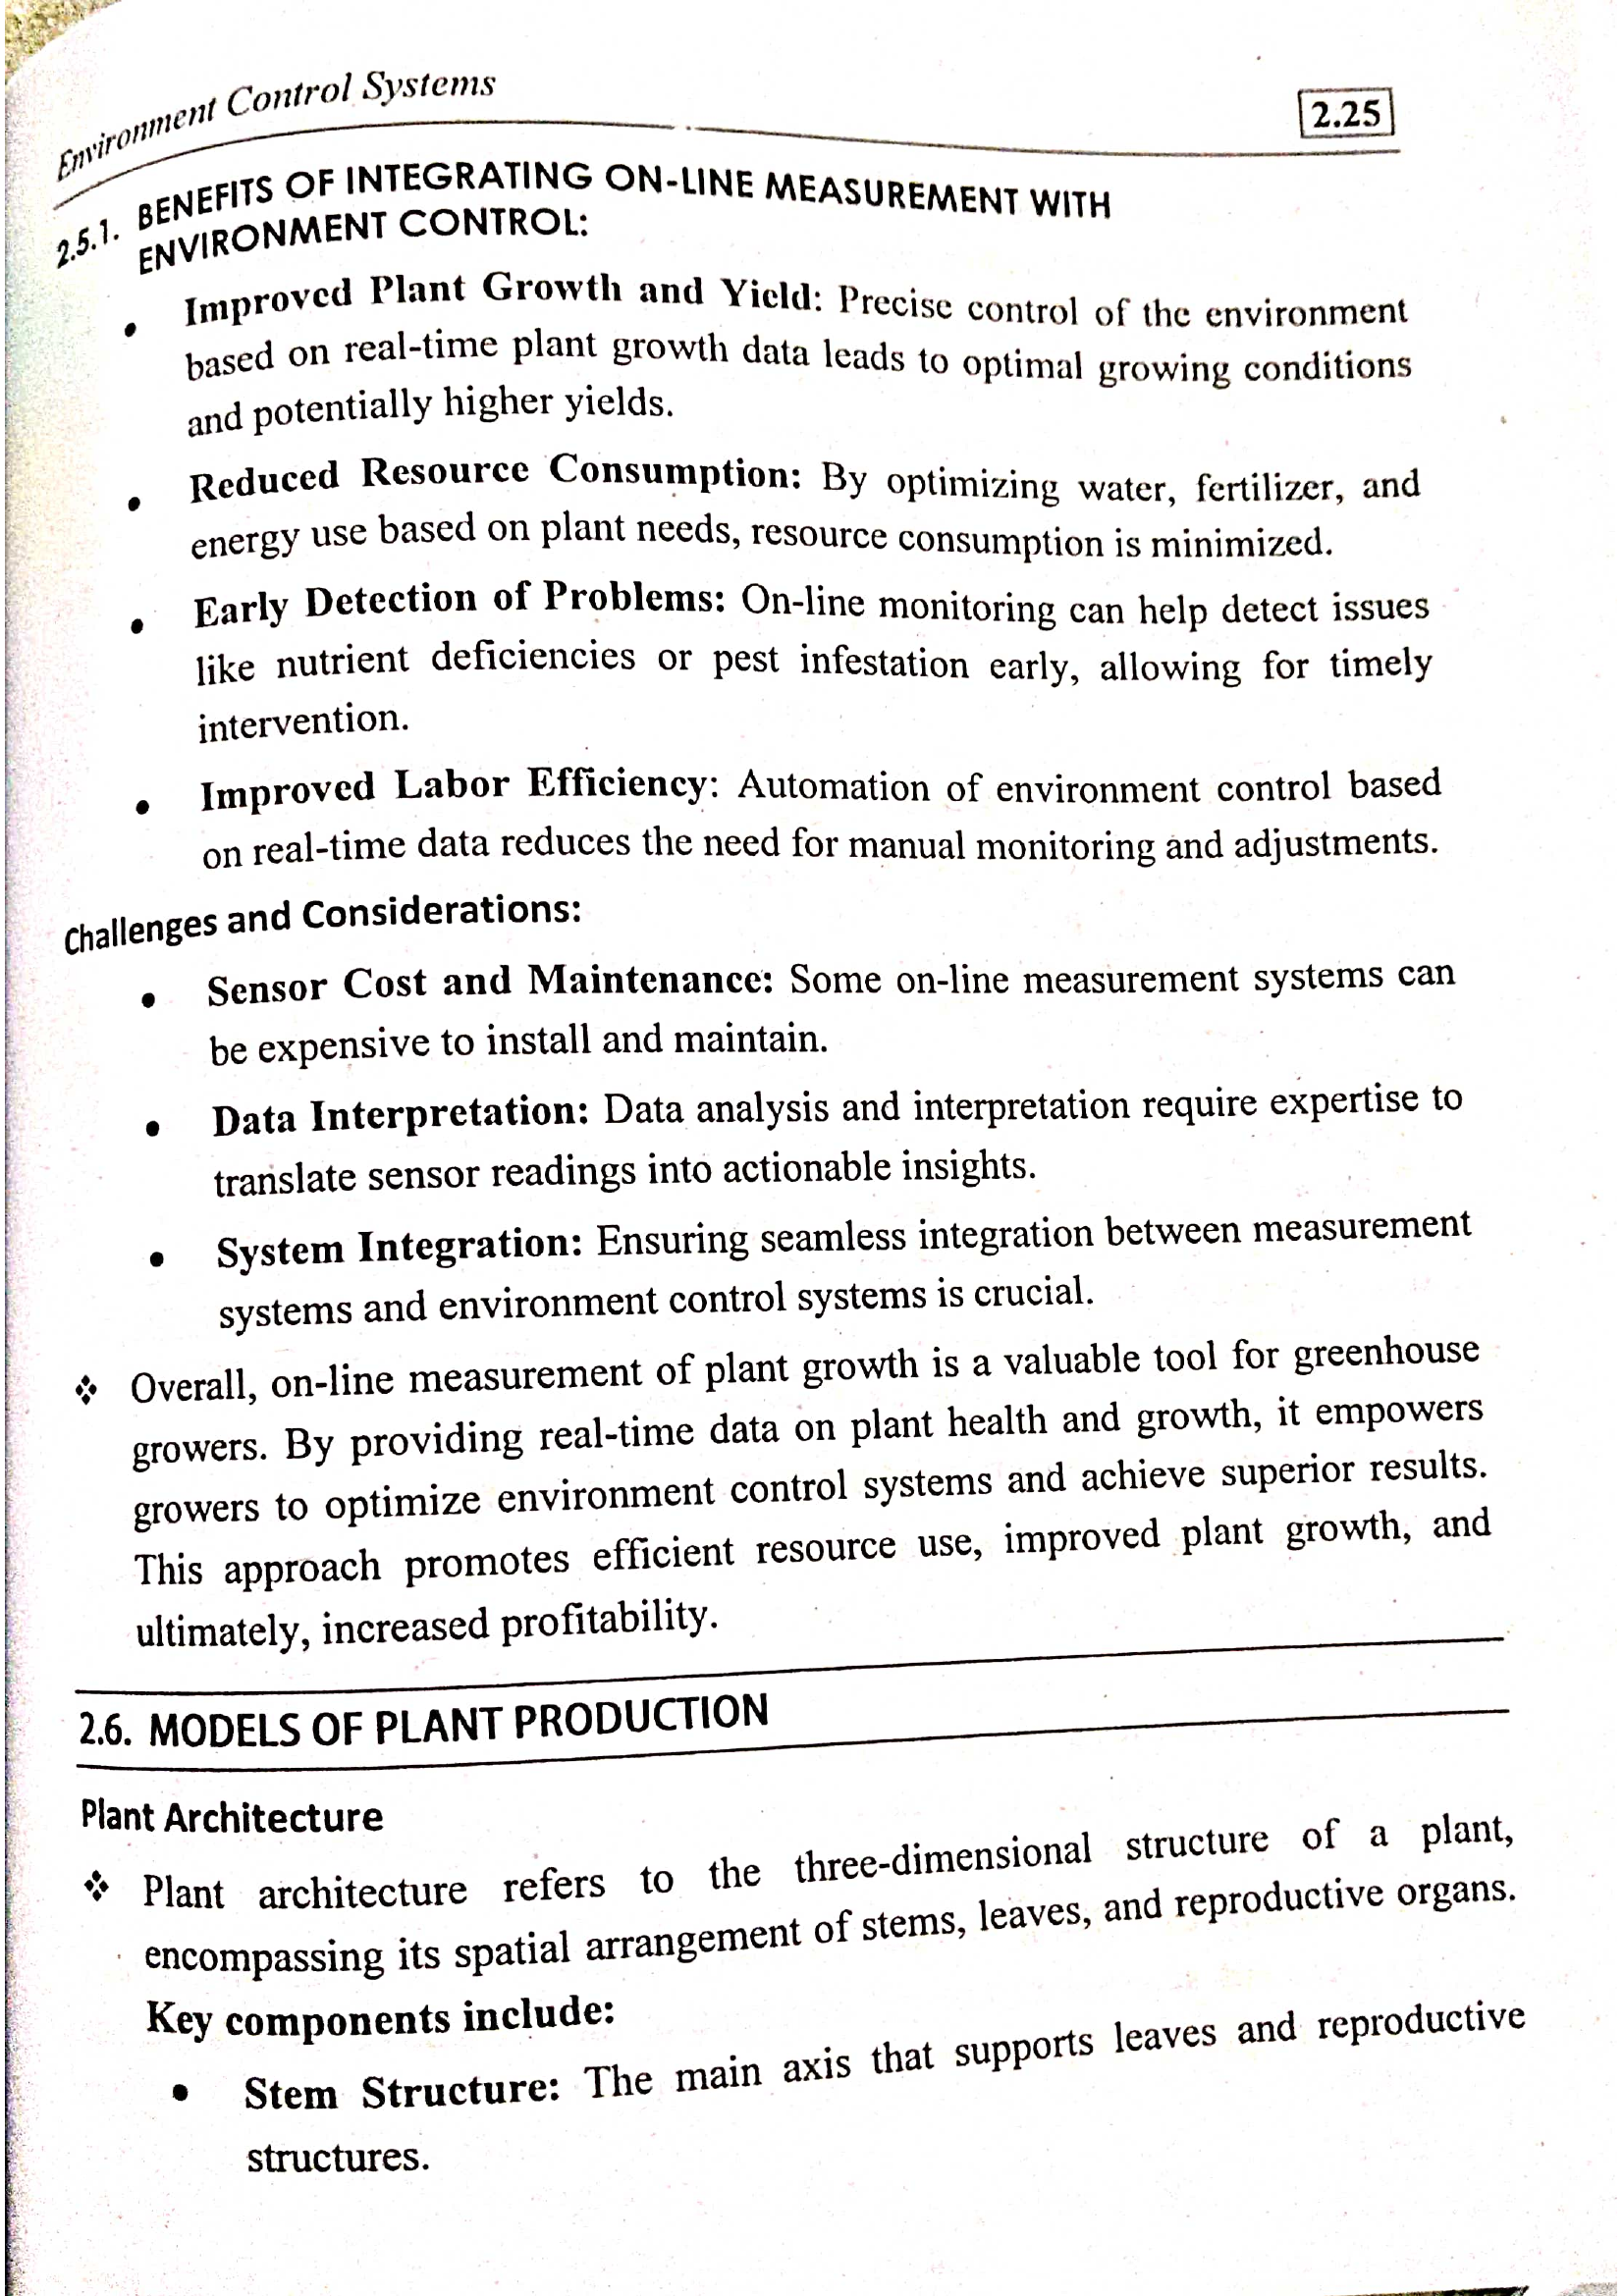 Environment Control Systems
2.25
2.5.1. BENEFITS OF INTEGRATING ON-LINE MEASUREMENT WITH
ENVIRONMENT CONTROL:
• Improved Plant Growth and Yield: Precise control of the environment
based on real-time plant growth data leads to optimal growing conditions
and potentially higher yields.
• Reduced Resource Consumption: By optimizing water, fertilizer, and
energy use based on plant needs, resource consumption is minimized.
• Early Detection of Problems: On-line monitoring can help detect issues
like nutrient deficiencies or pest infestation early, allowing for timely
intervention.
• Improved Labor Efficiency: Automation of environment control based
on real-time data reduces the need for manual monitoring and adjustments.
Challenges and Considerations:
• Sensor Cost and Maintenance: Some on-line measurement systems can
be expensive to install and maintain.
• Data Interpretation: Data analysis and interpretation require expertise to
translate sensor readings into actionable insights.
• System Integration: Ensuring seamless integration between measurement
systems and environment control systems is crucial.
❖ Overall, on-line measurement of plant growth is a valuable tool for greenhouse
growers. By providing real-time data on plant health and growth, it empowers
growers to optimize environment control systems and achieve superior results.
This approach promotes efficient resource use, improved plant growth, and
ultimately, increased profitability.
2.6. MODELS OF PLANT PRODUCTION
Plant Architecture
❖ Plant architecture refers to the three-dimensional structure of a plant,
encompassing its spatial arrangement of stems, leaves, and reproductive organs.
Key components include:
• Stem Structure: The main axis that supports leaves and reproductive
structures.